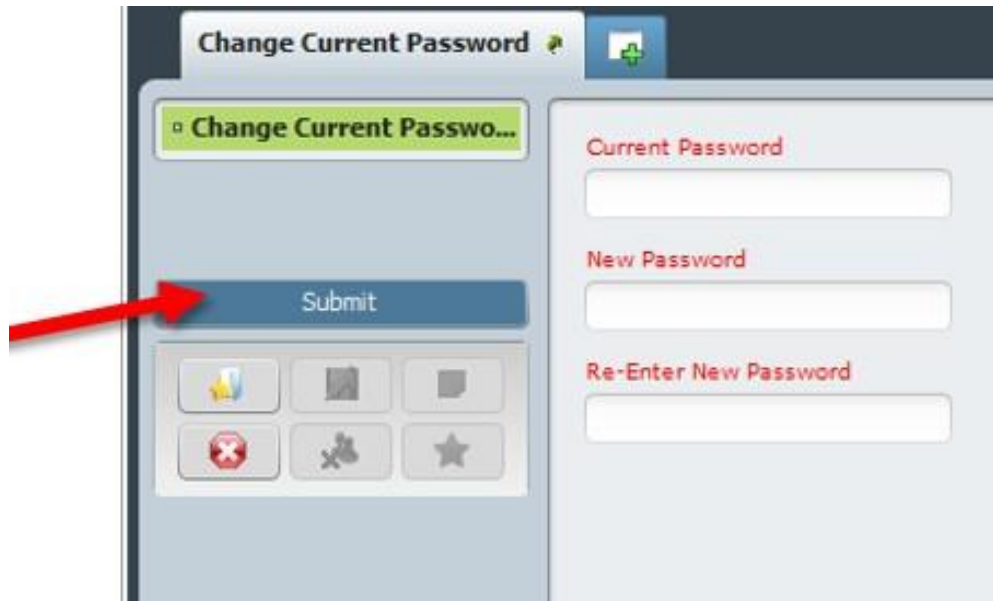 Change Current Password
Change Current Passwo...
Current Password
New Password
Submit
Re-Enter New Password